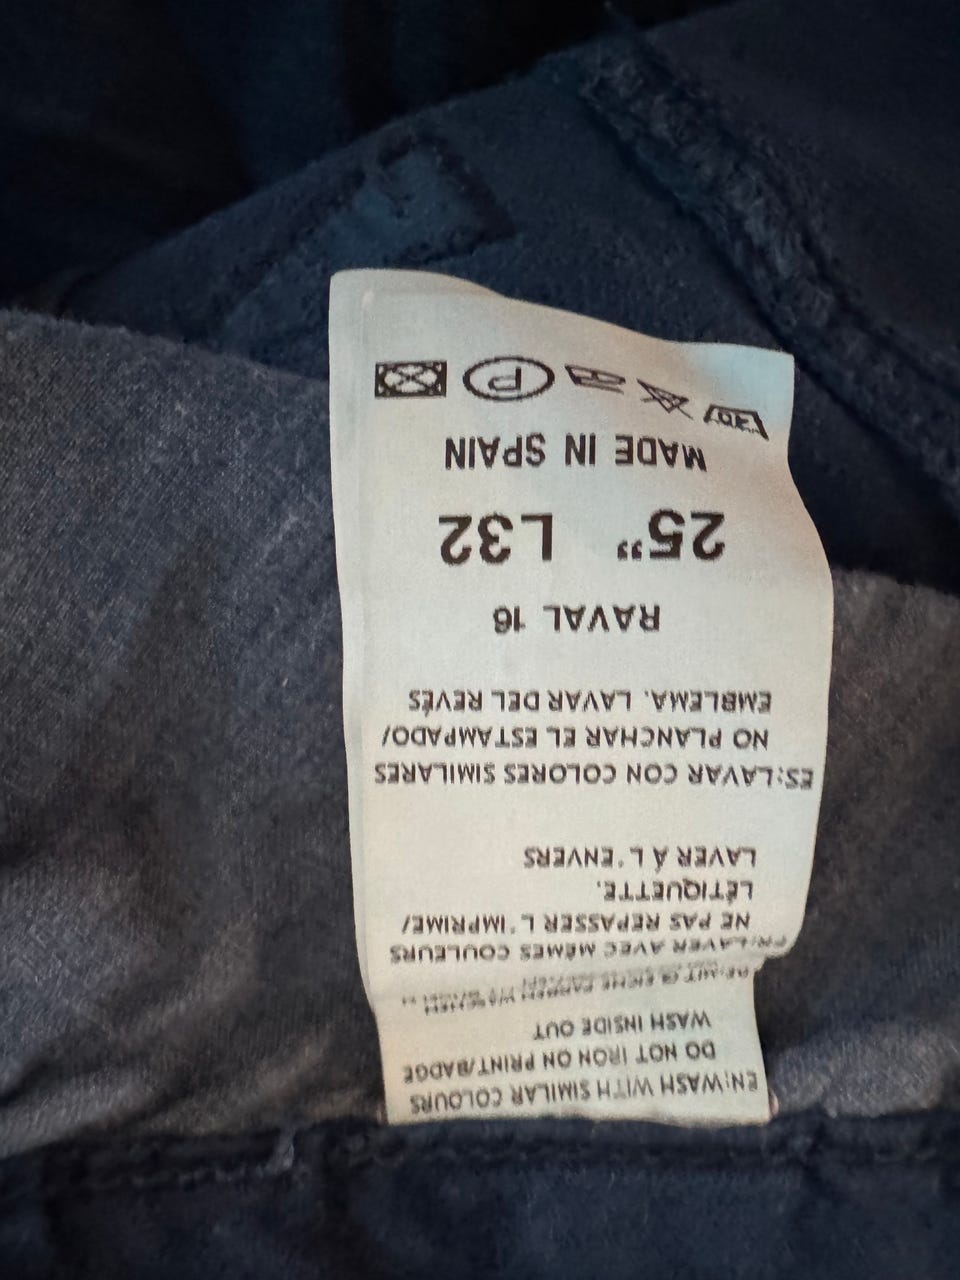 EN:WASH WITH SIMILAR COLOURS
DO NOT IRON ON PRINT/BADGE
WASH INSIDE OUT
FR:LAVER AVEC MÊMES COULEURS
NE PAS REPASSER L'IMPRIME/
LÉTIQUETTE.
LAVER Á L'ENVERS
ES:LAVAR CON COLORES SIMILARES
NO PLANCHAR EL ESTAMPADO/
EMBLEMA. LAVAR DEL REVÉS
RAVAL 16
25” L32
MADE IN SPAIN
30 P